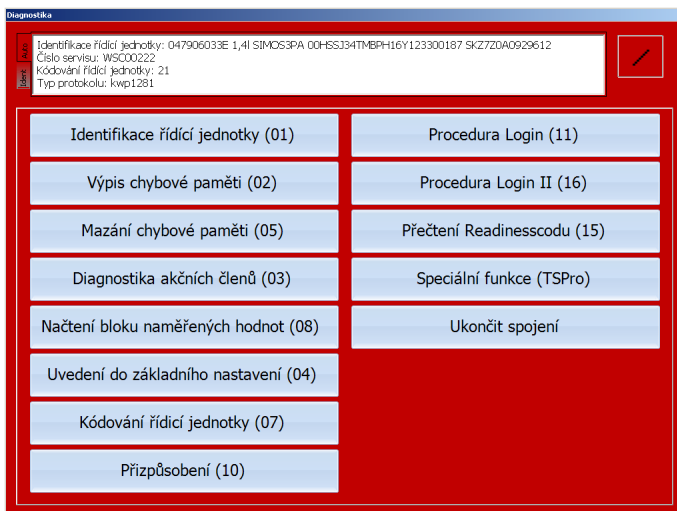 Diagnostika
Auto
Ident
Identifikace řídící jednotky: 047906033E 1,4l SIMOS3PA 00HSSJ34TMBPH16Y123300187 SKZ7Z0A0929612
Číslo servisu: WSC00222
Kódování řídící jednotky: 21
Typ protokolu: kwp1281
Identifikace řídící jednotky (01)
Procedura Login (11)
Výpis chybové paměti (02)
Procedura Login II (16)
Mazání chybové paměti (05)
Přečtení Readinesscodu (15)
Diagnostika akčních členů (03)
Speciální funkce (TSPro)
Načtení bloku naměřených hodnot (08)
Ukončit spojení
Uvedení do základního nastavení (04)
Kódování řídicí jednotky (07)
Přizpůsobení (10)